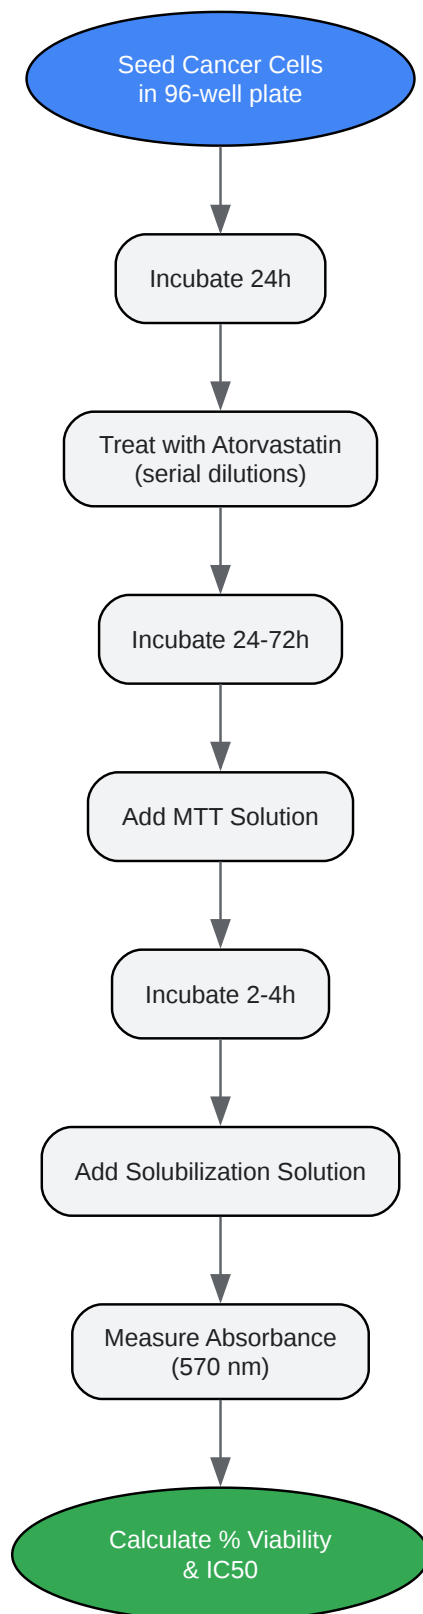 Seed Cancer Cells
in 96-well plate
Incubate 24h
Treat with Atorvastatin
(serial dilutions)
Incubate 24-72h
Add MTT Solution
Incubate 2-4h
Add Solubilization Solution
Measure Absorbance
(570 nm)
Calculate % Viability
& IC50